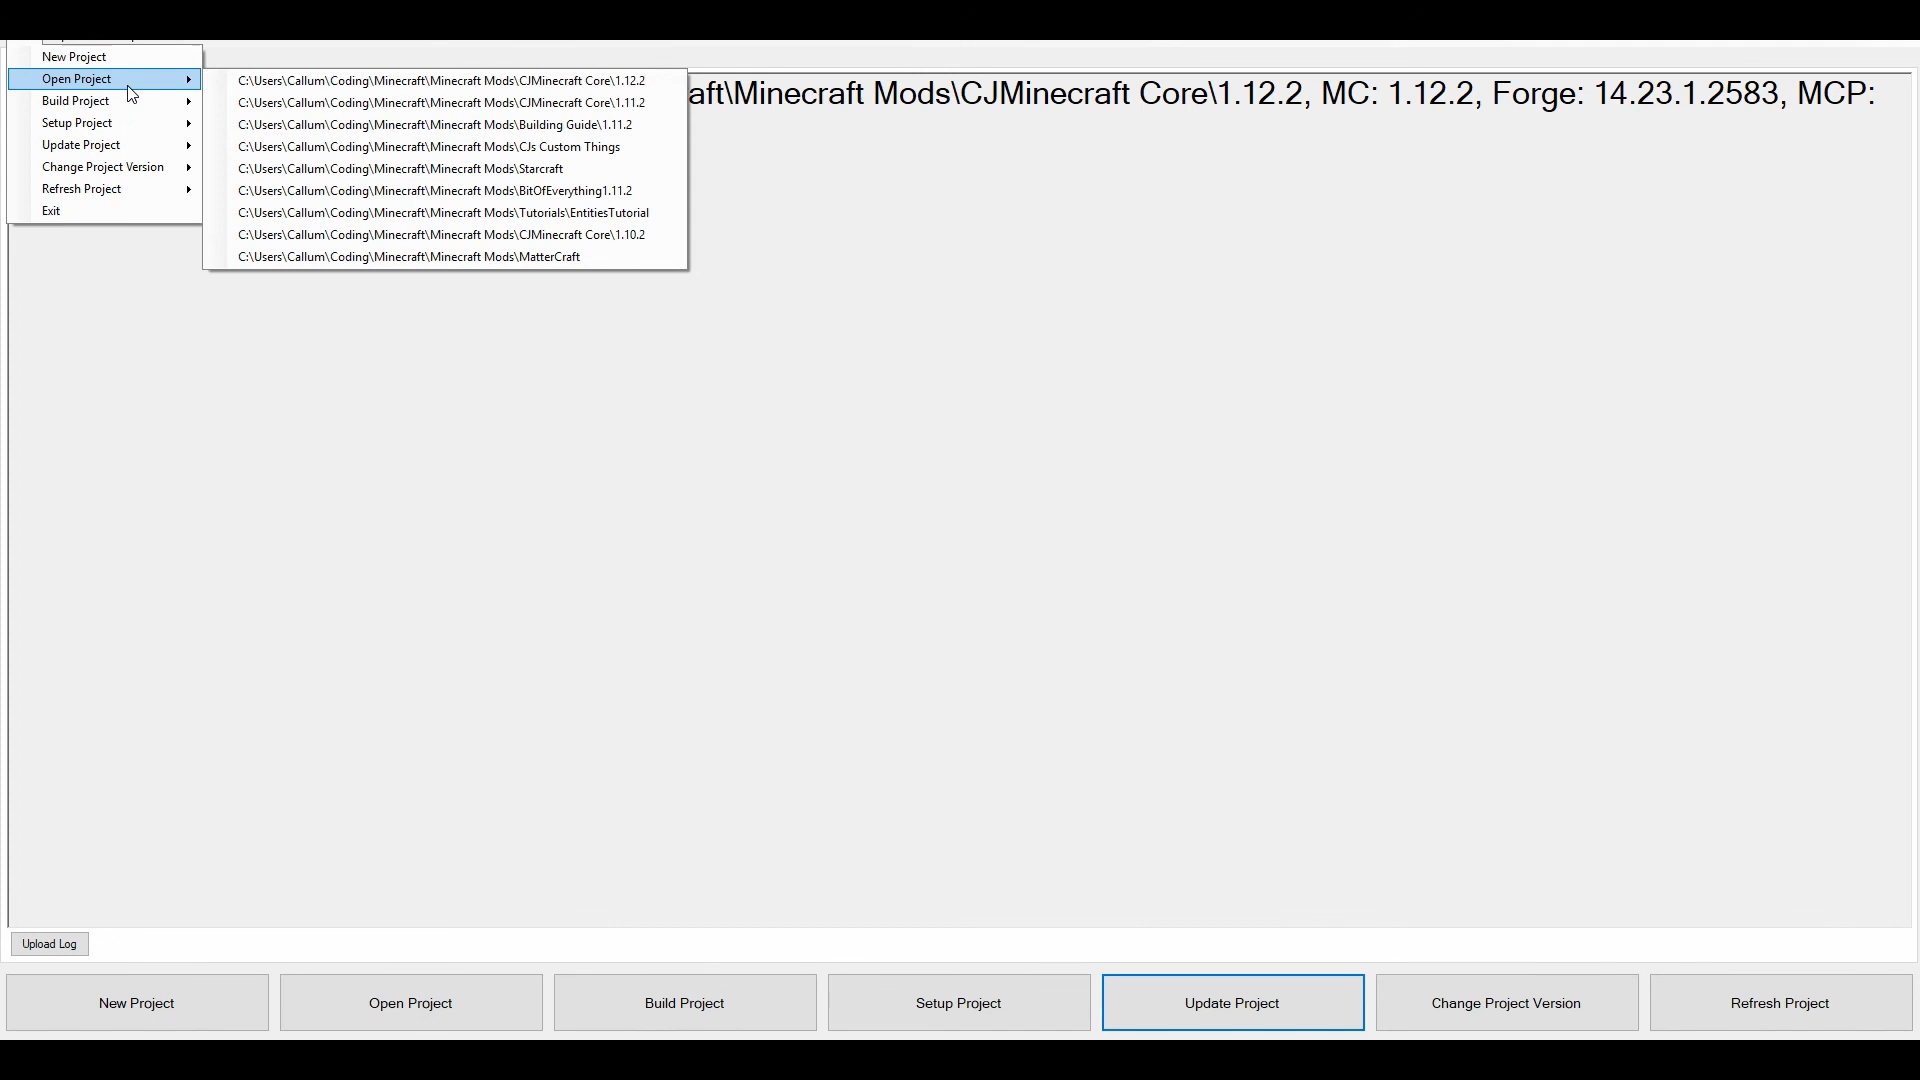 New Project
Open Project
Build Project
Setup Project
Update Project
Change Project Version
Refresh Project
Exit
C:\Users\Callum\Coding\Minecraft\Minecraft Mods\CJMinecraft Core\1.12.2
C:\Users\Callum\Coding\Minecraft\Minecraft Mods\CJMinecraft Core\1.11.2
C:\Users\Callum\Coding\Minecraft\Minecraft Mods\Building Guide\1.11.2
C:\Users\Callum\Coding\Minecraft\Minecraft Mods\CJs Custom Things
C:\Users\Callum\Coding\Minecraft\Minecraft Mods\Starcraft
C:\Users\Callum\Coding\Minecraft\Minecraft Mods\BitOfEverything1.11.2
C:\Users\Callum\Coding\Minecraft\Minecraft Mods\Tutorials\EntitiesTutorial
C:\Users\Callum\Coding\Minecraft\Minecraft Mods\CJMinecraft Core\1.10.2
C:\Users\Callum\Coding\Minecraft\Minecraft Mods\MatterCraft
aft\Minecraft Mods\CJMinecraft Core\1.12.2, MC: 1.12.2, Forge: 14.23.1.2583, MCP:
Upload Log
New Project
Open Project
Build Project
Setup Project
Update Project
Change Project Version
Refresh Project